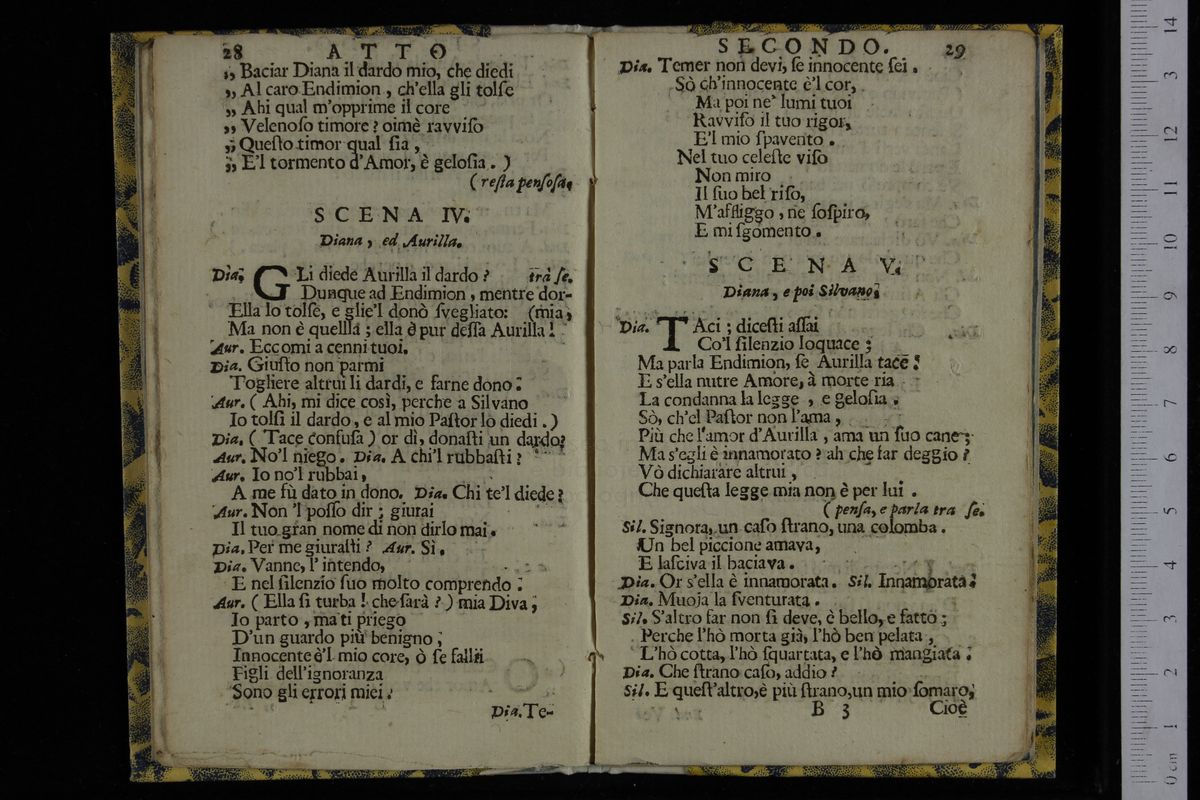 28 ATTO
„ Baciar Diana il dardo mio, che diedi
„ Al caro Endimion, ch'ella gli tolſe
„ Ahi qual m'opprime il core
„ Velenoſo timore? oimè ravviſo
„ Queſto timor qual ſia,
„ E'l tormento d'Amor, è geloſia.)
(reſta penſoſa.
SCENA IV.
Diana, ed Aurilla.
Dia. GLi diede Aurilla il dardo? trà ſe.
Dunque ad Endimion, mentre dor-
Ella lo tolſe, e glie'l donò ſvegliato: (mia,
Ma non è quellla; ella è pur deſſa Aurilla!
Aur. Eccomi a cenni tuoi.
Dia. Giuſto non parmi
Togliere altrui li dardi, e farne dono:
Aur. (Ahi, mi dice così, perche a Silvano
Io tolſi il dardo, e al mio Paſtor lo diedi.)
Dia. (Tace confuſa) or dì, donaſti un dardo?
Aur. No'l niego. Dia. A chi'l rubbaſti?
Aur. Io no'l rubbai,
A me fù dato in dono. Dia. Chi te'l diede?
Aur. Non 'l poſſo dir; giurai
Il tuo gran nome di non dirlo mai.
Dia. Per me giuraſti? Aur. Sì.
Dia. Vanne, l'intendo,
E nel ſilenzio ſuo molto comprendo:
Aur. (Ella ſi turba! che ſarà?) mia Diva,
Io parto, ma ti priego
D'un guardo più benigno;
Innocente è'l mio core, ò ſe fallai
Figli dell'ignoranza
Sono gli errori miei.
Dia. Te-
SECONDO. 29
Dia. Temer non devi, ſe innocente ſei.
Sò ch'innocente è'l cor,
Ma poi ne' lumi tuoi
Ravviſo il tuo rigor,
E'l mio ſpavento.
Nel tuo celeſte viſo
Non miro
Il ſuo bel riſo,
M'affliggo, ne ſoſpiro,
E mi ſgomento.
SCENA V.
Diana, e poi Silvano.
Dia. TAci; diceſti aſſai
Co'l ſilenzio loquace;
Ma parla Endimion, ſe Aurilla tace:
E s'ella nutre Amore, à morte ria
La condanna la legge, e geloſia.
Sò, ch'el Paſtor non l'ama,
Più che l'amor d'Aurilla, ama un ſuo cane;
Ma s'egli è innamorato? ah che far deggio?
Vò dichiarare altrui,
Che queſta legge mia non è per lui.
(penſa, e parla tra ſe.
Sil. Signora, un caſo ſtrano, una colomba.
Un bel piccione amava,
E laſciva il baciava.
Dia. Or s'ella è innamorata. Sil. Innamorata.
Dia. Muoja la ſventurata.
Sil. S'altro far non ſi deve, è bello, e fatto;
Perche l'hò morta già, l'hò ben pelata,
L'hò cotta, l'hò ſquartata, e l'hò mangiata.
Dia. Che ſtrano caſo, addio?
Sil. E queſt'altro, è più ſtrano, un mio ſomaro,
B 3 Cioè